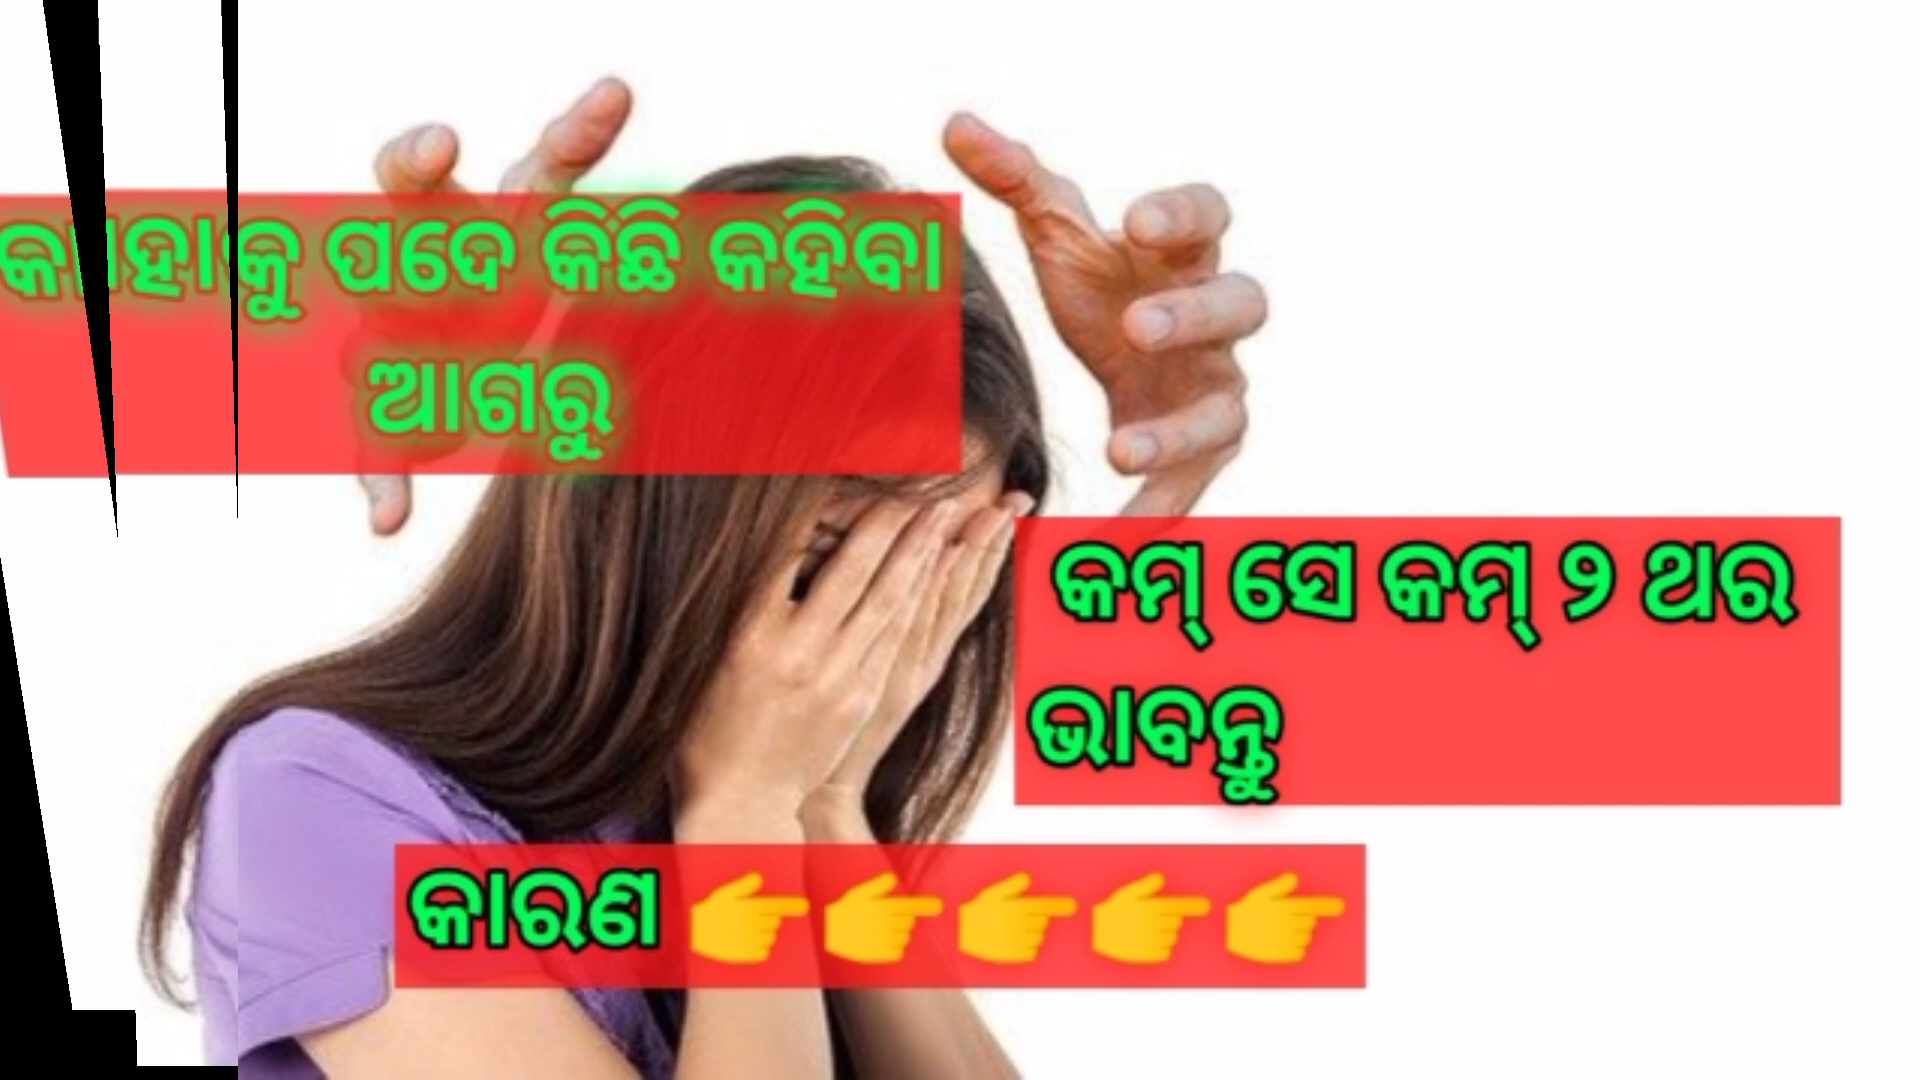 କାହାକୁ ପଦେ କିଛି କହିବା
ଆଗରୁ
କମ୍ ସେ କମ୍ ୨ ଥର
ଭାବନ୍ତୁ
କାରଣ 👉👉👉👉👉